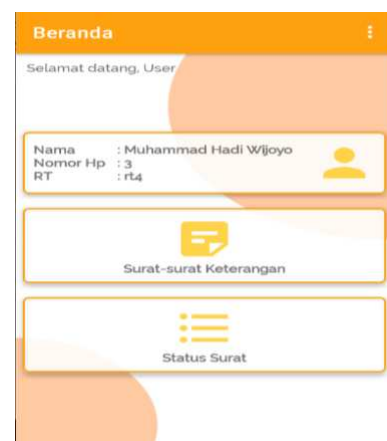 Beranda
Selamat datang, User
Nama : Muhammad Hadi Wijoyo
Nomor Hp : 3
RT : rt4
Surat-surat Keterangan
Status Surat